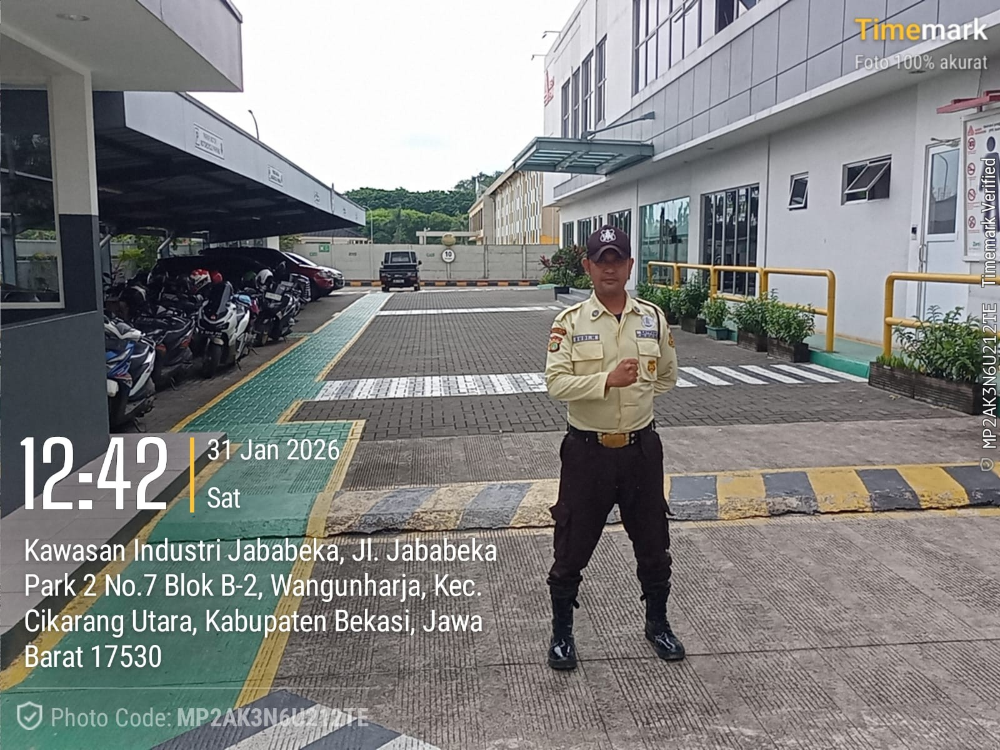 Timemark
Foto 100% akurat
10
BUDI.H
12:42
31 Jan 2026
Sat
Kawasan Industri Jababeka, Jl. Jababeka
Park 2 No.7 Blok B-2, Wangunharja, Kec.
Cikarang Utara, Kabupaten Bekasi, Jawa
Barat 17530
Photo Code: MP2AK3N6U212TE
MP2AK3N6U212TE Timemark Verified